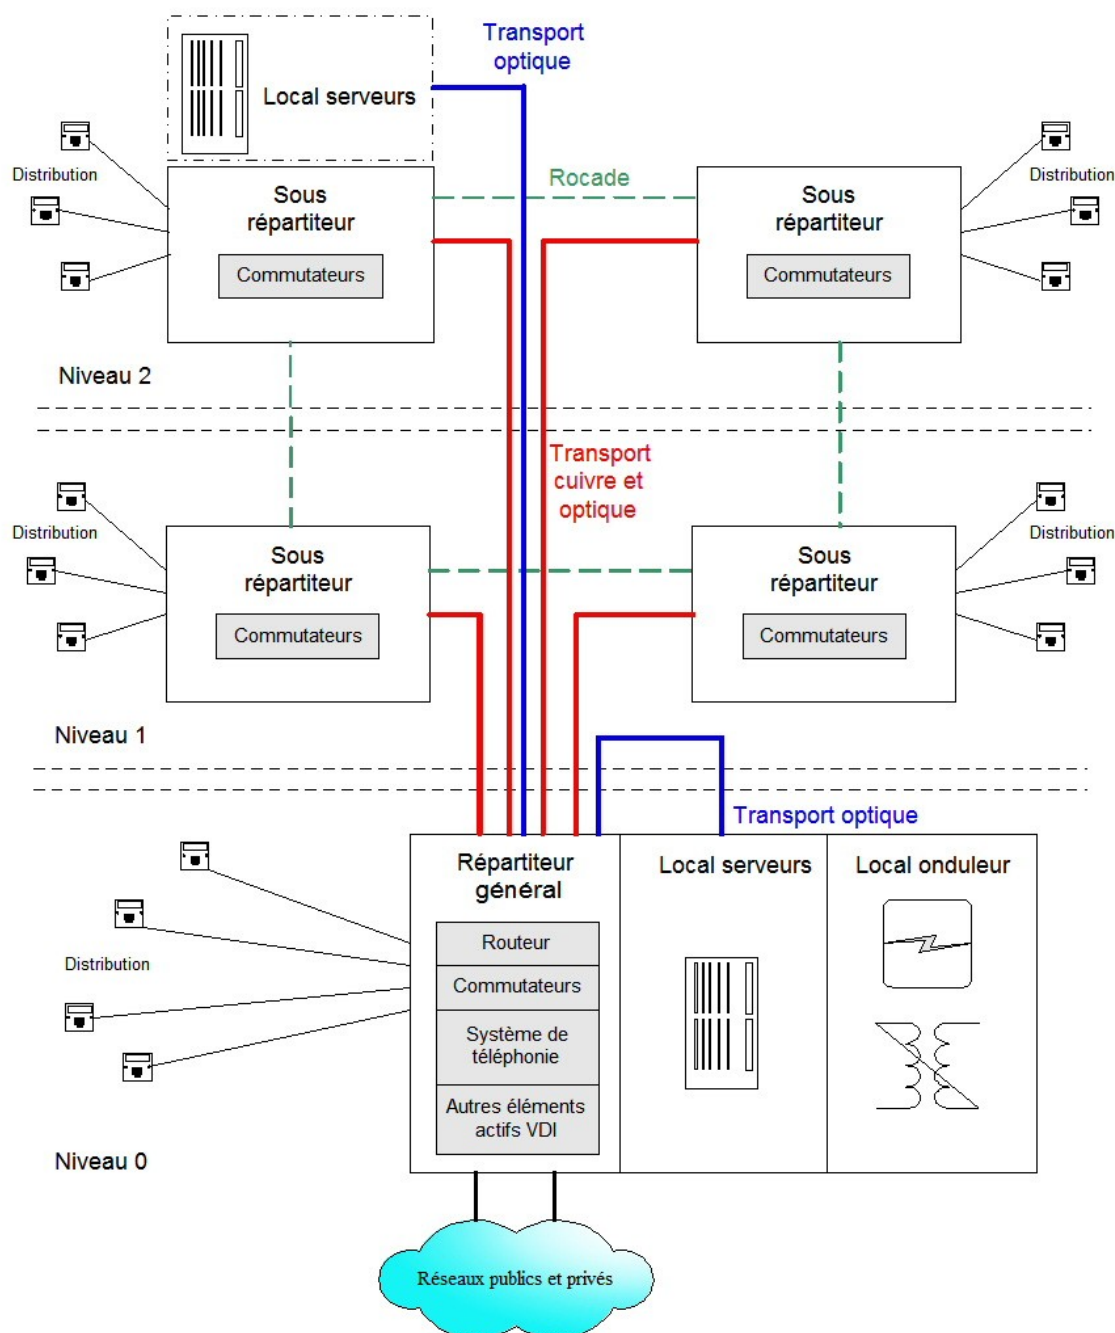 Transport
optique
Local serveurs
Distribution
Sous
répartiteur
Commutateurs
Rocade
Sous
répartiteur
Commutateurs
Distribution
Niveau 2
Transport
cuivre et
optique
Distribution
Sous
répartiteur
Commutateurs
Sous
répartiteur
Commutateurs
Distribution
Niveau 1
Transport optique
Répartiteur
général
Local serveurs
Local onduleur
Routeur
Commutateurs
Système de
téléphonie
Autres éléments
actifs VDI
Distribution
Niveau 0
Réseaux publics et privés